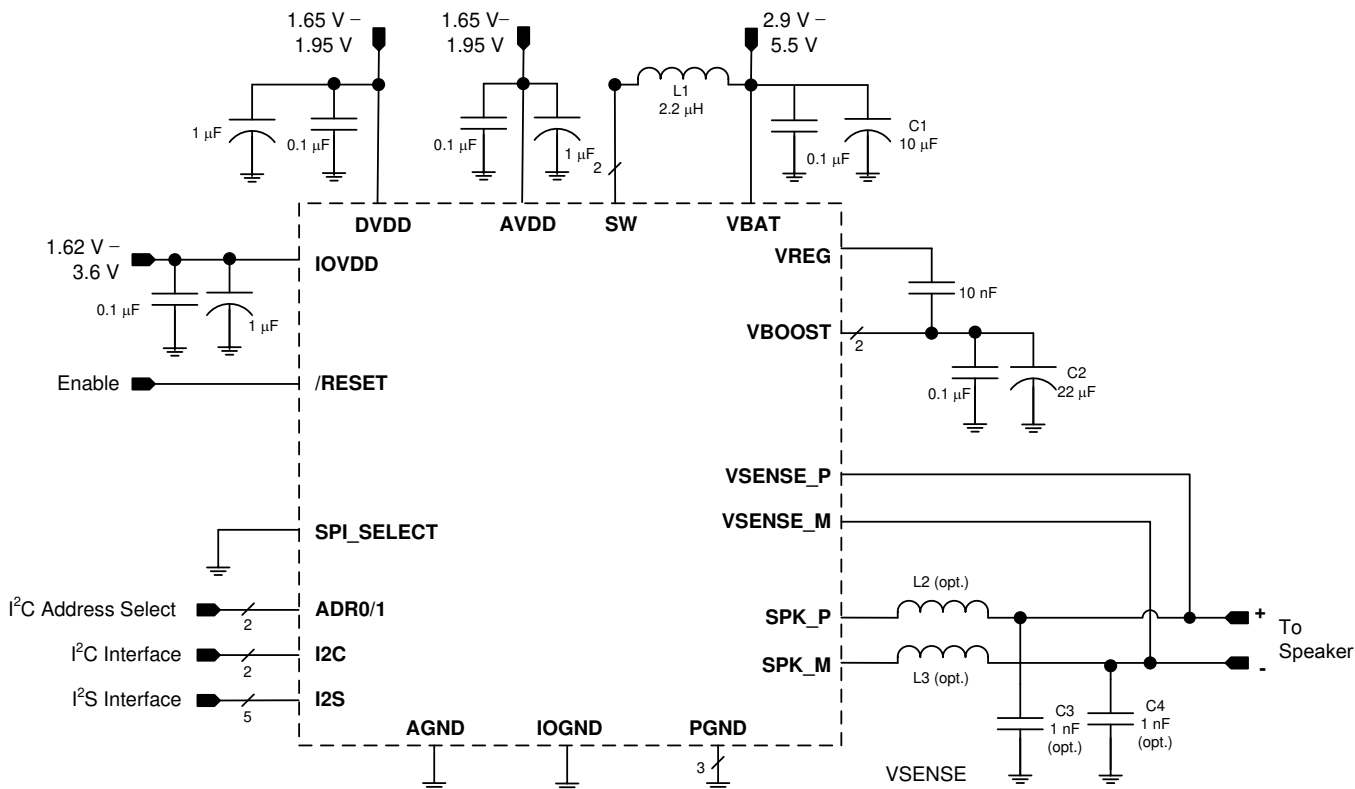 1.65 V –
1.95 V
1.65 V–
1.95 V
2.9 V –
5.5 V
L1
2.2 μH
1 μF
0.1 μF
0.1 μF
1 μF
2
0.1 μF
C1
10 μF
DVDD
AVDD
SW
VBAT
1.62 V –
3.6 V
IOVDD
0.1 μF
1 μF
VREG
10 nF
VBOOST
2
0.1 μF
C2
22 μF
Enable
/RESET
VSENSE_P
VSENSE_M
SPI_SELECT
I²C Address Select
2
ADR0/1
I²C Interface
2
I2C
I²S Interface
5
I2S
L2 (opt.)
SPK_P
SPK_M
L3 (opt.)
+
-
To
Speaker
C3
1 nF
(opt.)
C4
1 nF
(opt.)
AGND
IOGND
PGND
3
VSENSE